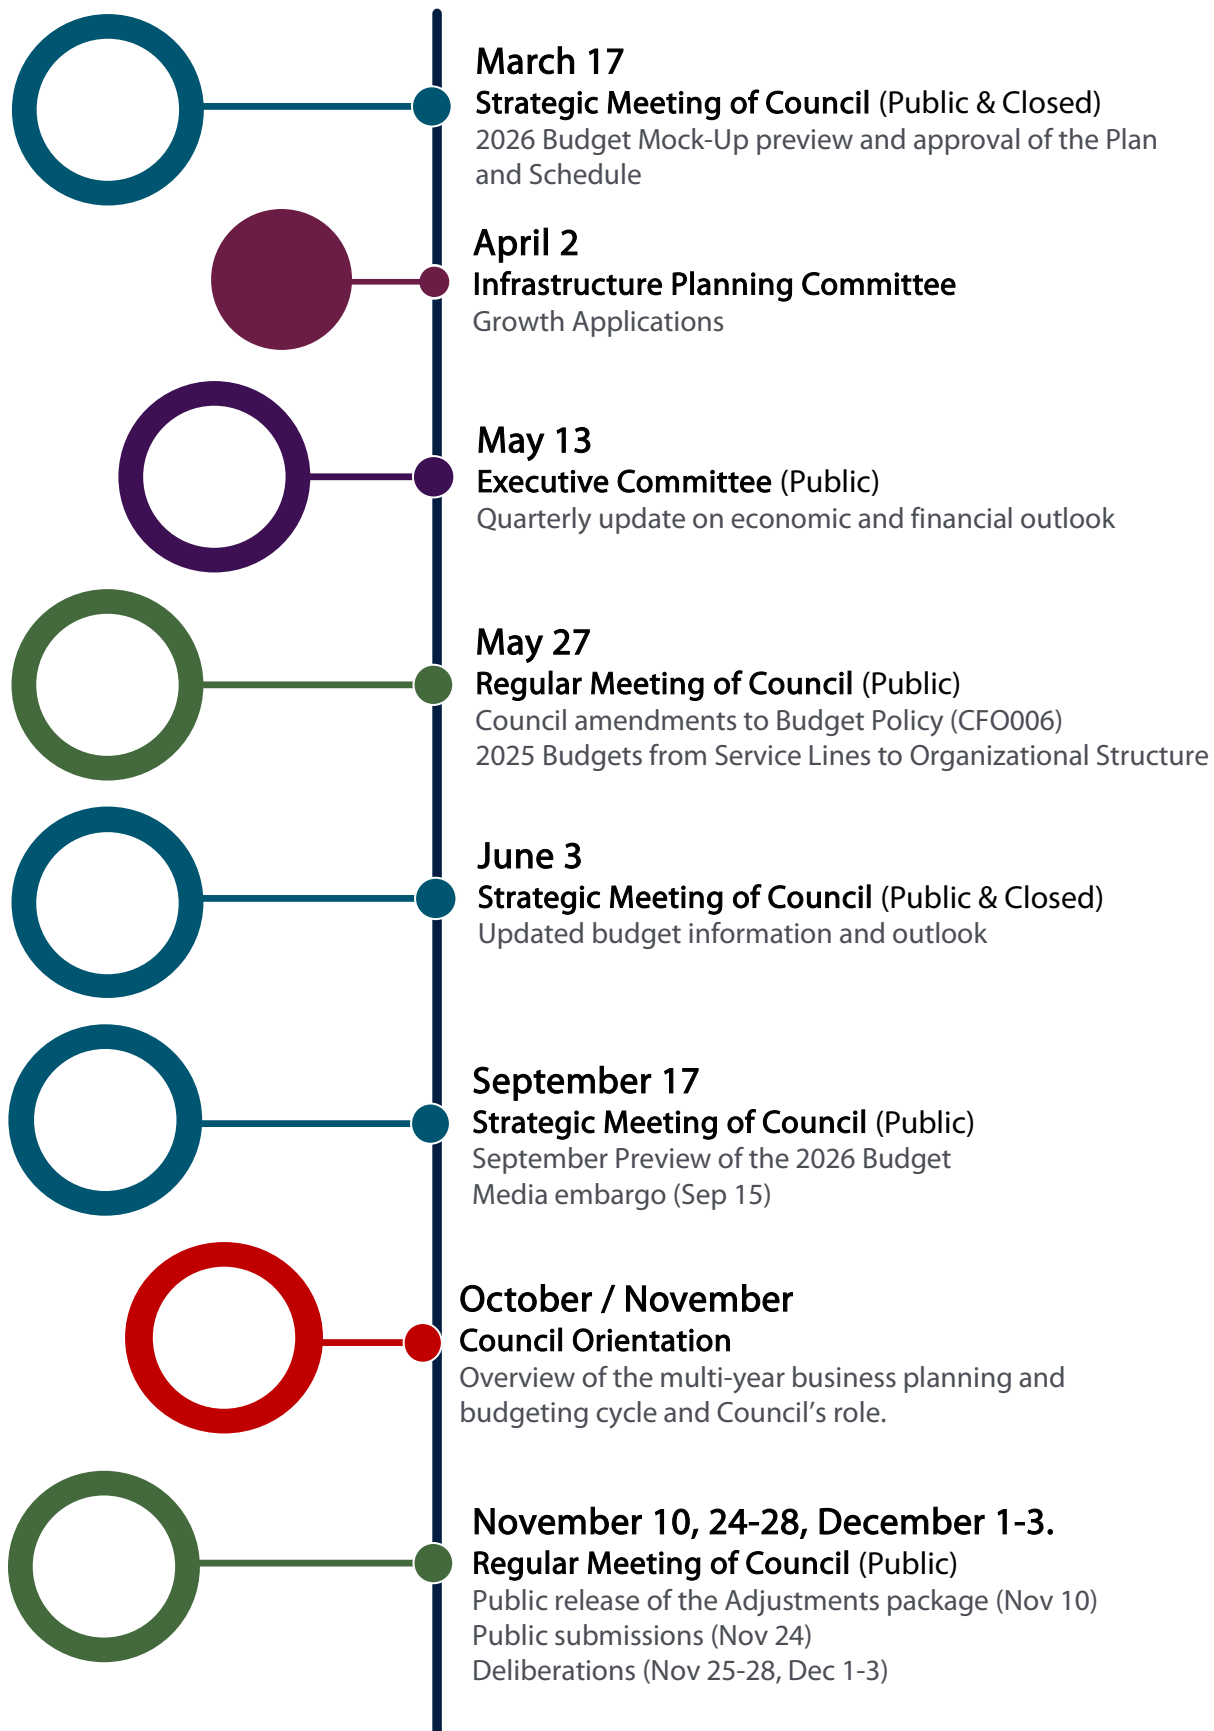 March 17
Strategic Meeting of Council (Public & Closed)
2026 Budget Mock-Up preview and approval of the Plan
and Schedule
April 2
Infrastructure Planning Committee
Growth Applications
May 13
Executive Committee (Public)
Quarterly update on economic and financial outlook
May 27
Regular Meeting of Council (Public)
Council amendments to Budget Policy (CFO006)
2025 Budgets from Service Lines to Organizational Structure
June 3
Strategic Meeting of Council (Public & Closed)
Updated budget information and outlook
September 17
Strategic Meeting of Council (Public)
September Preview of the 2026 Budget
Media embargo (Sep 15)
October / November
Council Orientation
Overview of the multi-year business planning and
budgeting cycle and Council’s role.
November 10, 24-28, December 1-3.
Regular Meeting of Council (Public)
Public release of the Adjustments package (Nov 10)
Public submissions (Nov 24)
Deliberations (Nov 25-28, Dec 1-3)